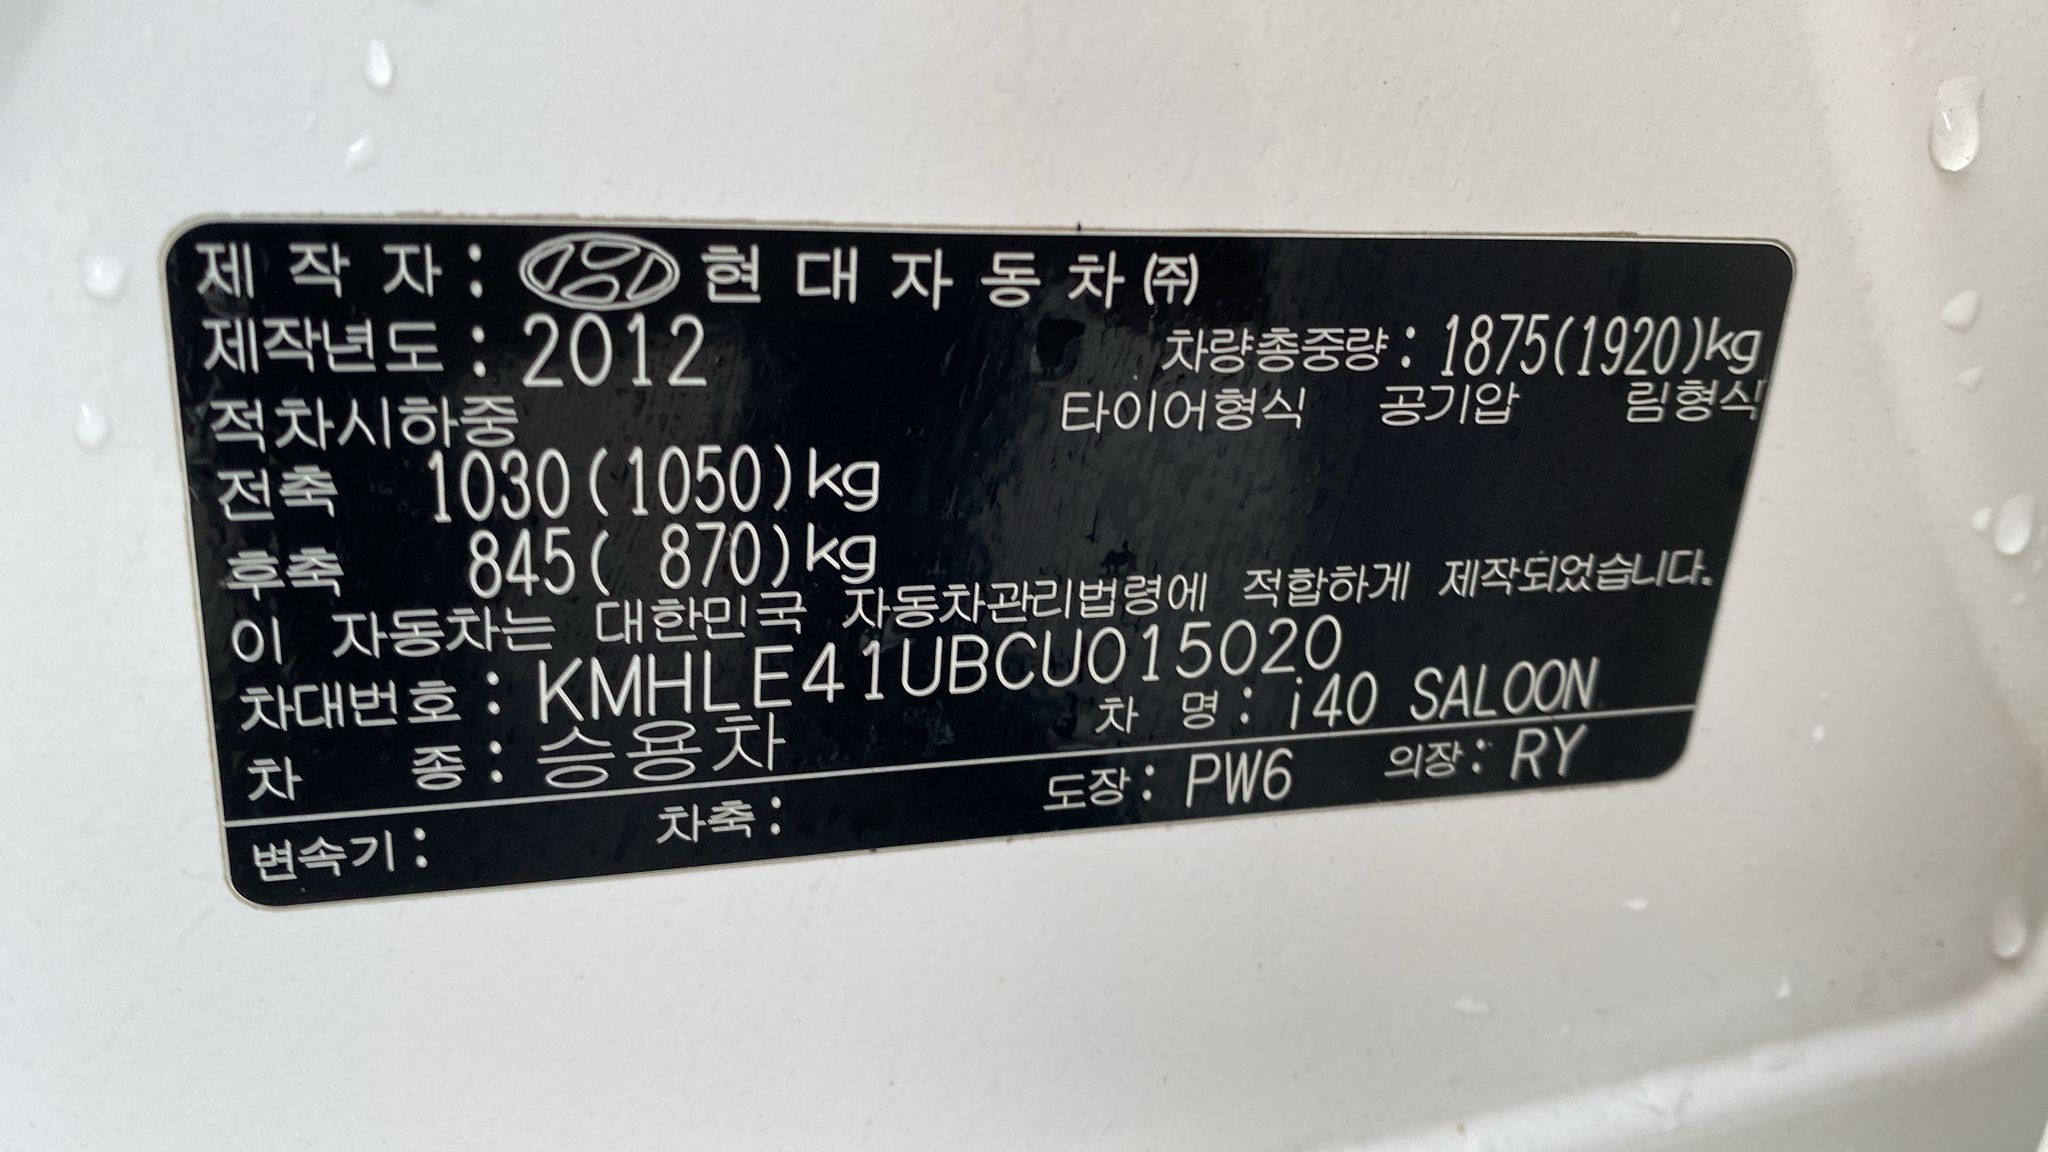 제 작 자 : 현 대 자 동 차 ㈜
제작년도 : 2012 차량총중량 : 1875(1920)kg
적차시하중 타이어형식 공기압 림형식
전축 1030(1050)kg
후축 845( 870)kg
이 자동차는 대한민국 자동차관리법령에 적합하게 제작되었습니다.
차대번호 : KMHLE41UBCU015020
차 종 : 승용차 차 명 : i40 SALOON
변속기 : 차축 : 도장 : PW6 의장 : RY